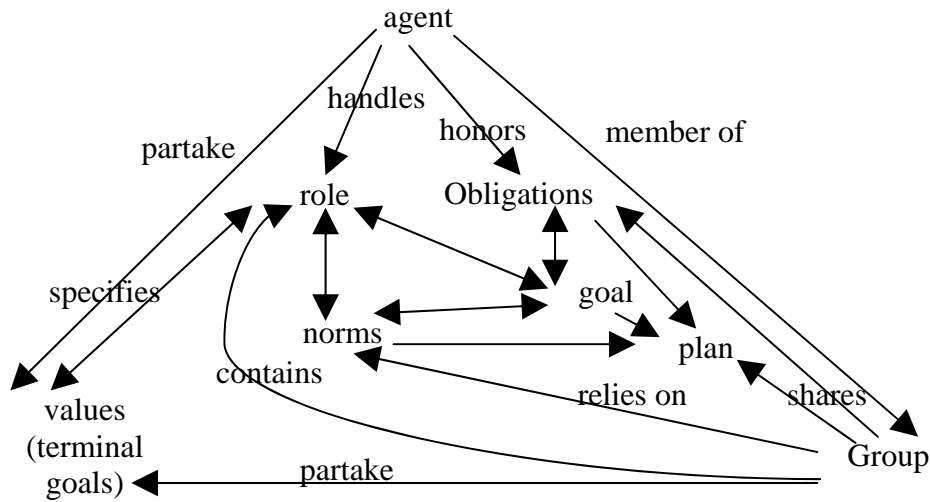 agent
handles
honors
member of
partake
role
Obligations
specifies
goal
norms
plan
contains
relies on
shares
values
(terminal
goals)
Group
partake